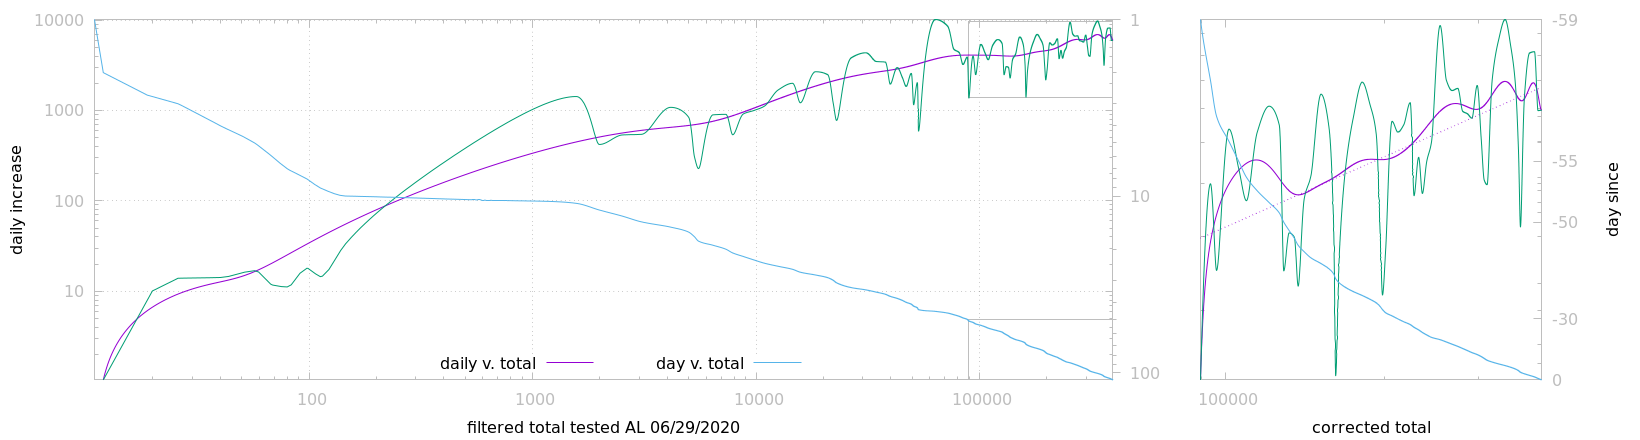 10000
1000
100
10
daily increase
100
1000
10000
100000
1
10
100
daily v. total
day v. total
filtered total tested AL 06/29/2020
-59
-55
-50
-30
0
day since
100000
corrected total